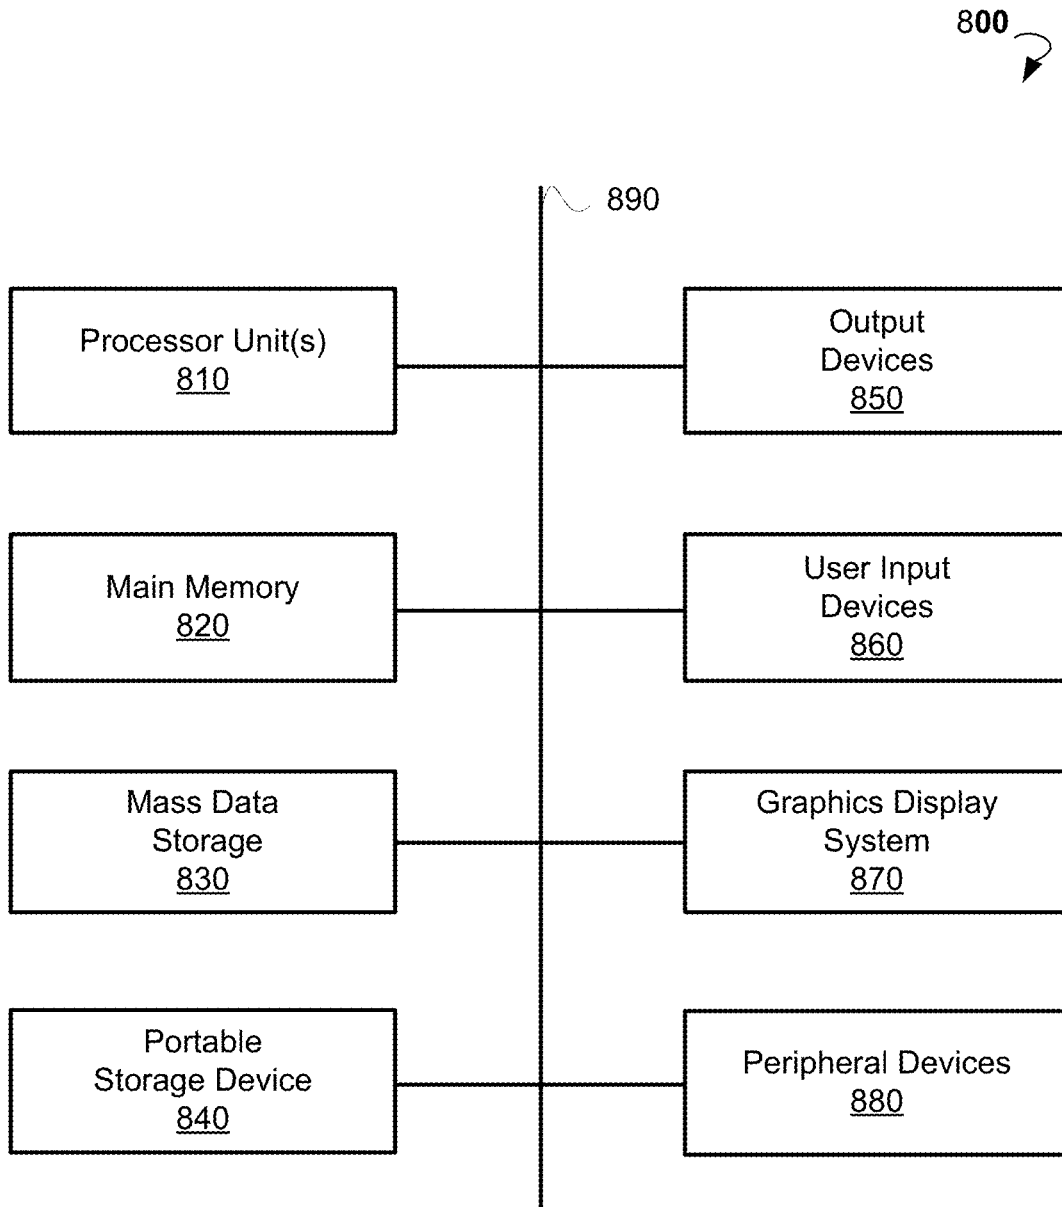 800
890
Processor Unit(s)
810
Output
Devices
850
Main Memory
820
User Input
Devices
860
Mass Data
Storage
830
Graphics Display
System
870
Portable
Storage Device
840
Peripheral Devices
880